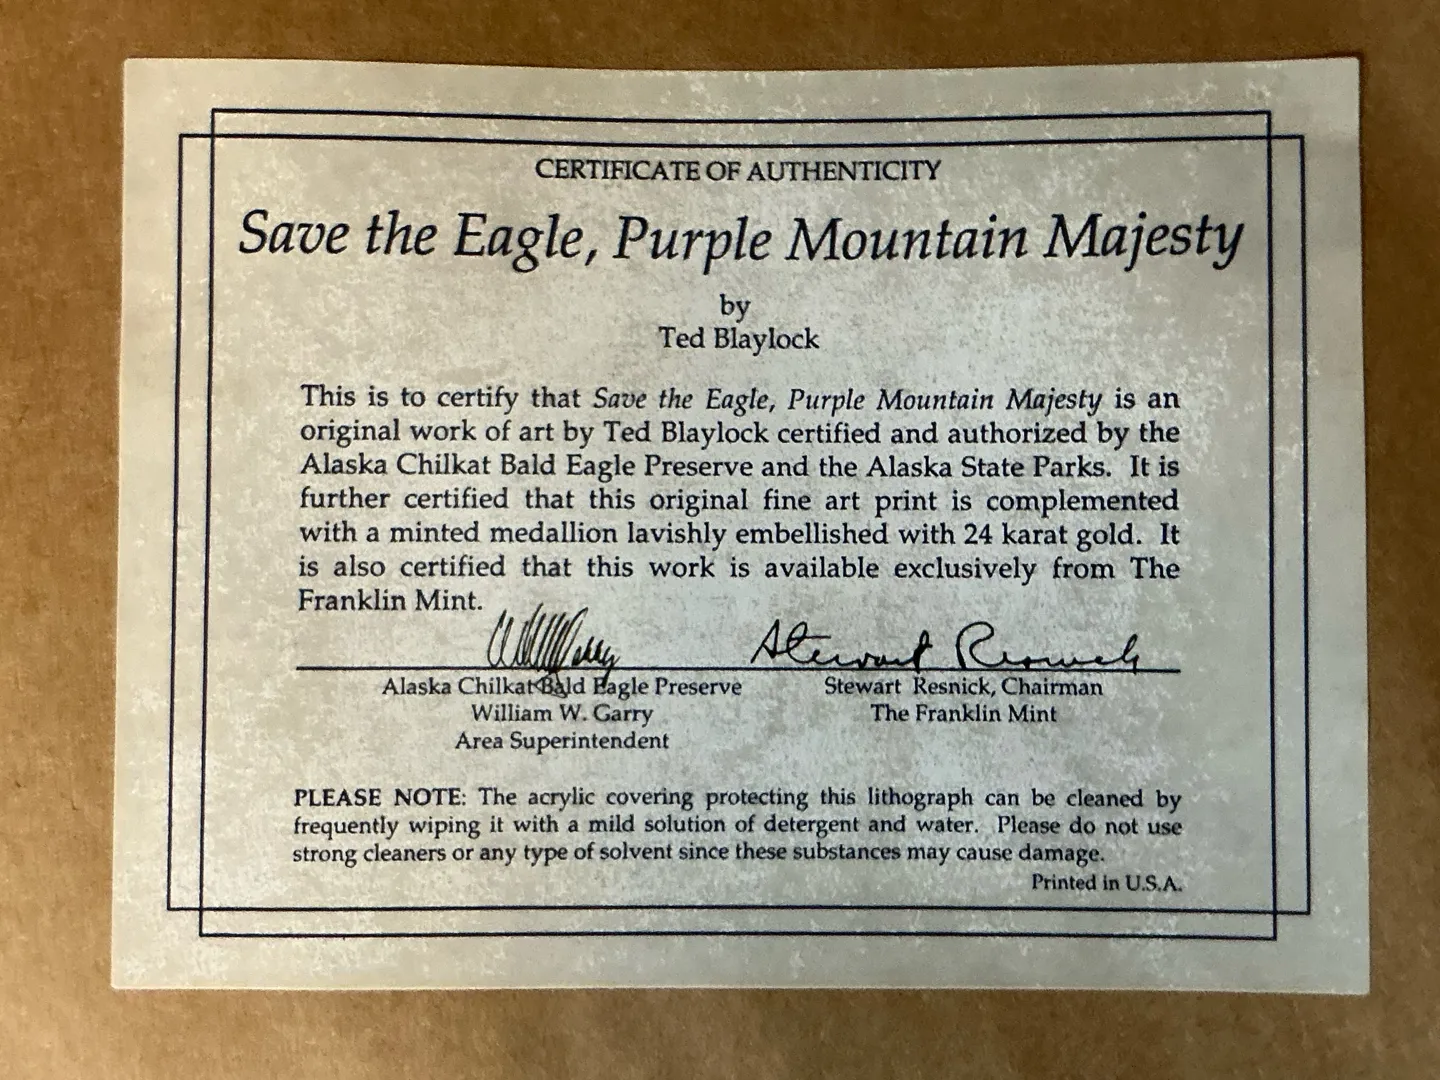 CERTIFICATE OF AUTHENTICITY
Save the Eagle, Purple Mountain Majesty
by
Ted Blaylock
This is to certify that Save the Eagle, Purple Mountain Majesty is an
original work of art by Ted Blaylock certified and authorized by the
Alaska Chilkat Bald Eagle Preserve and the Alaska State Parks. It is
further certified that this original fine art print is complemented
with a minted medallion lavishly embellished with 24 karat gold. It
is also certified that this work is available exclusively from The
Franklin Mint.
Stewart Resnick
Alaska Chilkat Bald Eagle Preserve
William W. Garry
Area Superintendent
Stewart Resnick, Chairman
The Franklin Mint
PLEASE NOTE: The acrylic covering protecting this lithograph can be cleaned by
frequently wiping it with a mild solution of detergent and water. Please do not use
strong cleaners or any type of solvent since these substances may cause damage.
Printed in U.S.A.